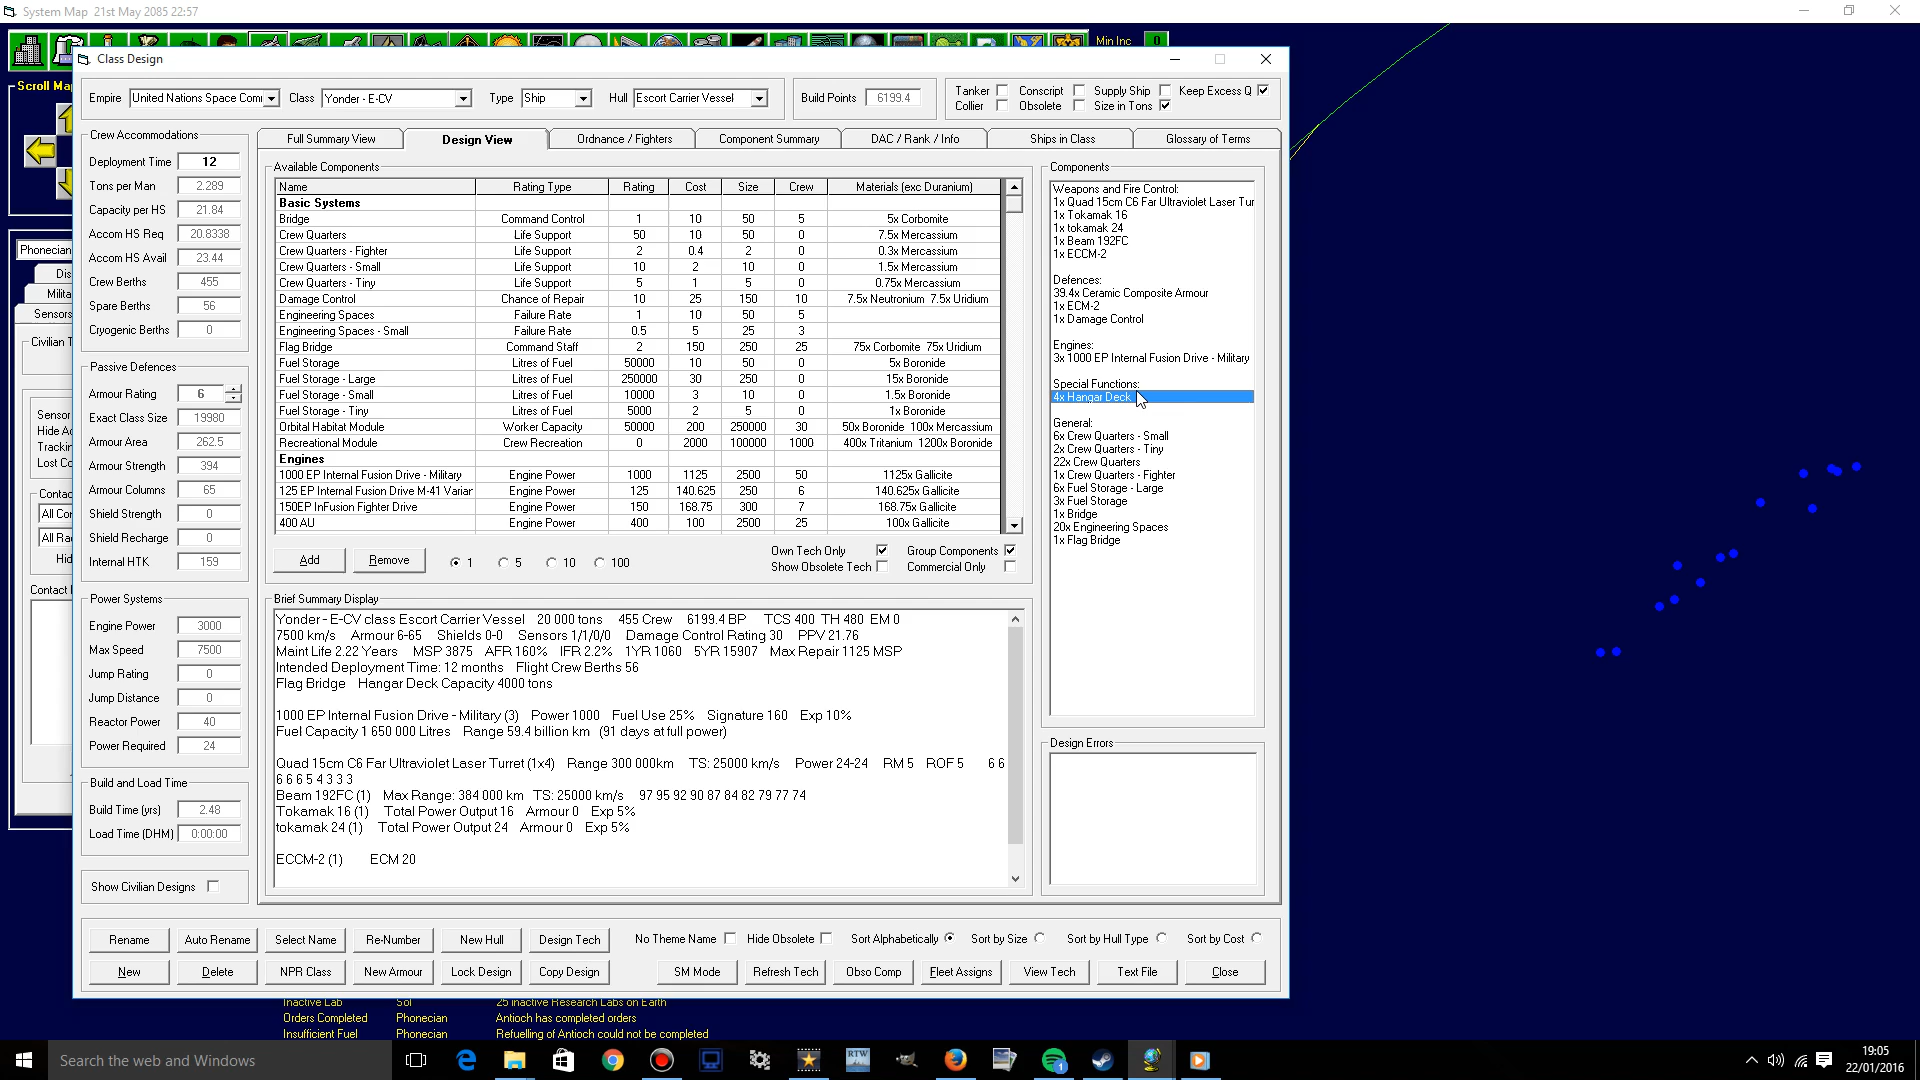 System Map  21st May 2085 22:57
Min Inc 0
Scroll Map
Class Design
Empire United Nations Space Com Class Yonder - E-CV Type Ship Hull Escort Carrier Vessel
Build Points 6199.4
Tanker Conscript Supply Ship Keep Excess Q
Collier Obsolete Size in Tons
Full Summary View Design View Ordnance / Fighters Component Summary DAC / Rank / Info Ships in Class Glossary of Terms
Crew Accommodations
Deployment Time 12
Tons per Man 2.289
Capacity per HS 21.84
Accom HS Req 20.8338
Accom HS Avail 23.44
Crew Berths 455
Spare Berths 56
Cryogenic Berths 0
Passive Defences
Armour Rating 6
Exact Class Size 19980
Armour Area 262.5
Armour Strength 394
Armour Columns 65
Shield Strength 0
Shield Recharge 0
Internal HTK 159
Power Systems
Engine Power 3000
Max Speed 7500
Jump Rating 0
Jump Distance 0
Reactor Power 40
Power Required 24
Build and Load Time
Build Time (yrs) 2.48
Load Time (DHM) 0:00:00
Show Civilian Designs
Phonecian
Dis
Milita
Sensors
Civilian T
Sensor
Hide Ac
Trackin
Lost Co
Contac
All Con
All Ra
Hid
Contact
Available Components
Name Rating Type Rating Cost Size Crew Materials (exc Duranium)
Basic Systems
Bridge Command Control 1 10 50 5 5x Corbomite
Crew Quarters Life Support 50 10 50 0 7.5x Mercassium
Crew Quarters - Fighter Life Support 2 0.4 2 0 0.3x Mercassium
Crew Quarters - Small Life Support 10 2 10 0 1.5x Mercassium
Crew Quarters - Tiny Life Support 5 1 5 0 0.75x Mercassium
Damage Control Chance of Repair 10 25 150 10 7.5x Neutronium  7.5x Uridium
Engineering Spaces Failure Rate 1 10 50 5
Engineering Spaces - Small Failure Rate 0.5 5 25 3
Flag Bridge Command Staff 2 150 250 25 75x Corbomite  75x Uridium
Fuel Storage Litres of Fuel 50000 10 50 0 5x Boronide
Fuel Storage - Large Litres of Fuel 250000 30 250 0 15x Boronide
Fuel Storage - Small Litres of Fuel 10000 3 10 0 1.5x Boronide
Fuel Storage - Tiny Litres of Fuel 5000 2 5 0 1x Boronide
Orbital Habitat Module Worker Capacity 50000 200 250000 30 50x Boronide  100x Mercassium
Recreational Module Crew Recreation 0 2000 100000 1000 400x Tritanium  1200x Boronide
Engines
1000 EP Internal Fusion Drive - Military Engine Power 1000 1125 2500 50 1125x Gallicite
125 EP Internal Fusion Drive M-41 Varian Engine Power 125 140.625 250 6 140.625x Gallicite
150EP InFusion Fighter Drive Engine Power 150 168.75 300 7 168.75x Gallicite
400 AU Engine Power 400 100 2500 25 100x Gallicite
Add Remove 1 5 10 100
Own Tech Only Group Components
Show Obsolete Tech Commercial Only
Brief Summary Display
Yonder - E-CV class Escort Carrier Vessel    20 000 tons    455 Crew    6199.4 BP    TCS 400  TH 480  EM 0
7500 km/s    Armour 6-65    Shields 0-0    Sensors 1/1/0/0    Damage Control Rating 30    PPV 21.76
Maint Life 2.22 Years    MSP 3875    AFR 160%    IFR 2.2%    1YR 1060    5YR 15907    Max Repair 1125 MSP
Intended Deployment Time: 12 months    Flight Crew Berths 56
Flag Bridge    Hangar Deck Capacity 4000 tons
1000 EP Internal Fusion Drive - Military (3)    Power 1000    Fuel Use 25%    Signature 160    Exp 10%
Fuel Capacity 1 650 000 Litres    Range 59.4 billion km   (91 days at full power)
Quad 15cm C6 Far Ultraviolet Laser Turret (1x4)    Range 300 000km    TS: 25000 km/s    Power 24-24    RM 5    ROF 5    6 6
6 6 6 5 4 3 3 3
Beam 192FC (1)    Max Range: 384 000 km    TS: 25000 km/s    97 95 92 90 87 84 82 79 77 74
Tokamak 16 (1)    Total Power Output 16    Armour 0    Exp 5%
tokamak 24 (1)    Total Power Output 24    Armour 0    Exp 5%
ECCM-2 (1)    ECM 20
Components
Weapons and Fire Control:
1x Quad 15cm C6 Far Ultraviolet Laser Tur
1x Tokamak 16
1x tokamak 24
1x Beam 192FC
1x ECCM-2
Defences:
39.4x Ceramic Composite Armour
1x ECM-2
1x Damage Control
Engines:
3x 1000 EP Internal Fusion Drive - Military
Special Functions:
4x Hangar Deck
General:
6x Crew Quarters - Small
2x Crew Quarters - Tiny
22x Crew Quarters
1x Crew Quarters - Fighter
6x Fuel Storage - Large
3x Fuel Storage
1x Bridge
20x Engineering Spaces
1x Flag Bridge
Design Errors
Rename Auto Rename Select Name Re-Number New Hull Design Tech No Theme Name Hide Obsolete Sort Alphabetically Sort by Size Sort by Hull Type Sort by Cost
New Delete NPR Class New Armour Lock Design Copy Design SM Mode Refresh Tech Obso Comp Fleet Assigns View Tech Text File Close
Inactive Lab Sol 25 inactive Research Labs on Earth
Orders Completed Phonecian Antioch has completed orders
Insufficient Fuel Phonecian Refuelling of Antioch could not be completed
Search the web and Windows
RTW
1
19:05
22/01/2016